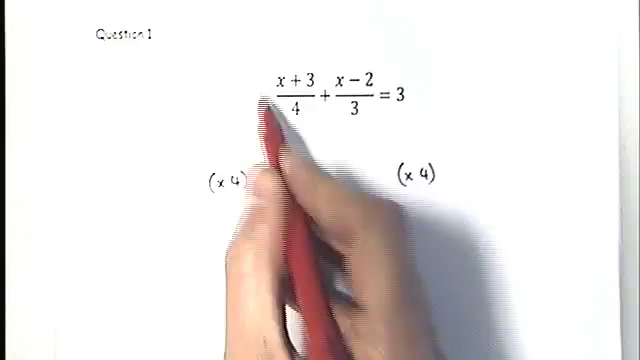 Question 1
x + 3 / 4 + x − 2 / 3 = 3
(x 4) (x 4)